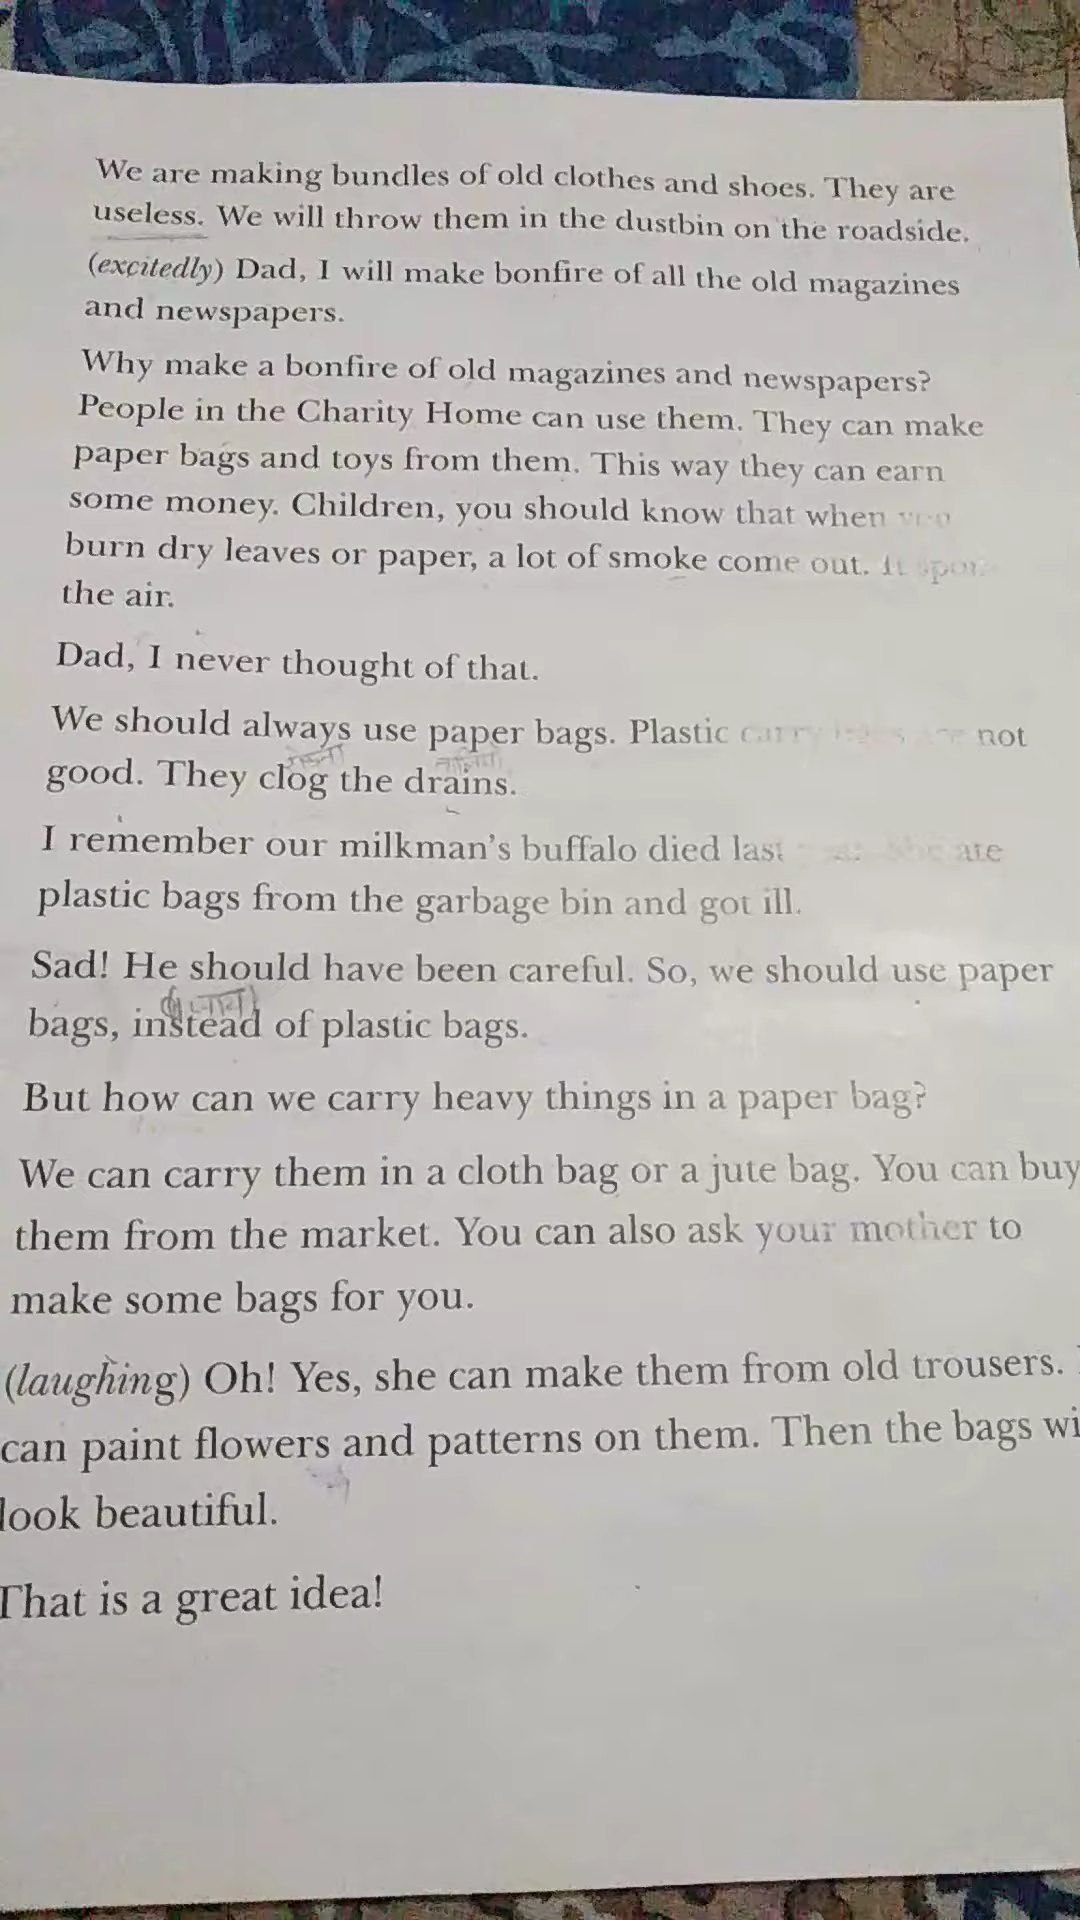 We are making bundles of old clothes and shoes. They are
useless. We will throw them in the dustbin on the roadside.
(excitedly) Dad, I will make bonfire of all the old magazines
and newspapers.
Why make a bonfire of old magazines and newspapers?
People in the Charity Home can use them. They can make
paper bags and toys from them. This way they can earn
some money. Children, you should know that when
burn dry leaves or paper, a lot of smoke come out. It
the air.
Dad, I never thought of that.
We should always use paper bags. Plastic carry not
good. They clog the drains.
I remember our milkman's buffalo died last She ate
plastic bags from the garbage bin and got ill.
Sad! He should have been careful. So, we should use paper
bags, instead of plastic bags.
But how can we carry heavy things in a paper bag?
We can carry them in a cloth bag or a jute bag. You can buy
them from the market. You can also ask your mother to
make some bags for you.
(laughing) Oh! Yes, she can make them from old trousers.
can paint flowers and patterns on them. Then the bags wi
look beautiful.
That is a great idea!